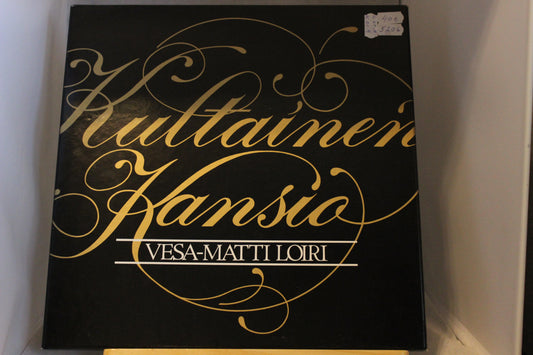 Kultainen
Kansio
VESA-MATTI LOIRI